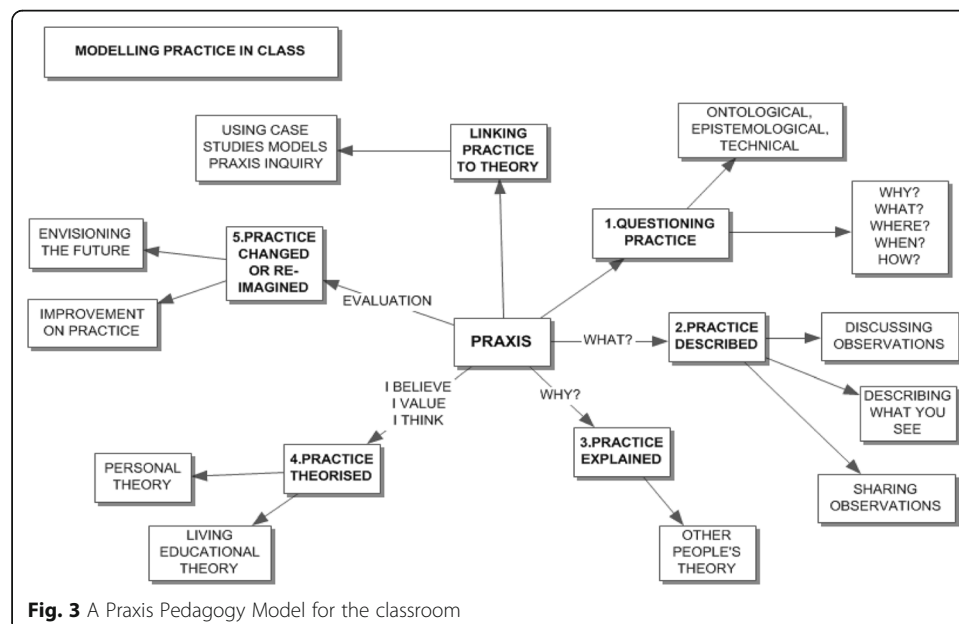 MODELLING PRACTICE IN CLASS
USING CASE
STUDIES MODELS
PRAXIS INQUIRY
LINKING
PRACTICE
TO THEORY
ONTOLOGICAL,
EPISTEMOLOGICAL,
TECHNICAL
1.QUESTIONING
PRACTICE
WHY?
WHAT?
WHERE?
WHEN?
HOW?
ENVISIONING
THE FUTURE
5.PRACTICE
CHANGED
OR RE-
IMAGINED
IMPROVEMENT
ON PRACTICE
EVALUATION
PRAXIS
WHAT?
2.PRACTICE
DESCRIBED
DISCUSSING
OBSERVATIONS
DESCRIBING
WHAT YOU
SEE
SHARING
OBSERVATIONS
I BELIEVE
I VALUE
I THINK
WHY?
3.PRACTICE
EXPLAINED
OTHER
PEOPLE'S
THEORY
4.PRACTICE
THEORISED
PERSONAL
THEORY
LIVING
EDUCATIONAL
THEORY
Fig. 3 A Praxis Pedagogy Model for the classroom